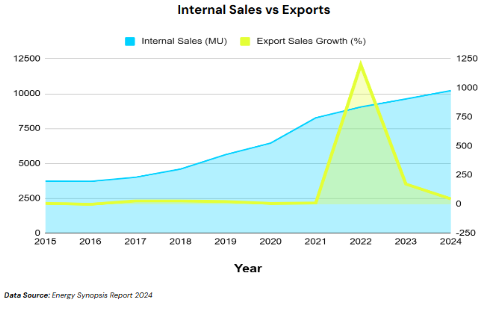 Internal Sales vs Exports
Internal Sales (MU) Export Sales Growth (%)
12500 1250
10000 1000
7500 750
5000 500
2500 250
0 0
-250
2015 2016 2017 2018 2019 2020 2021 2022 2023 2024
Year
Data Source: Energy Synopsis Report 2024